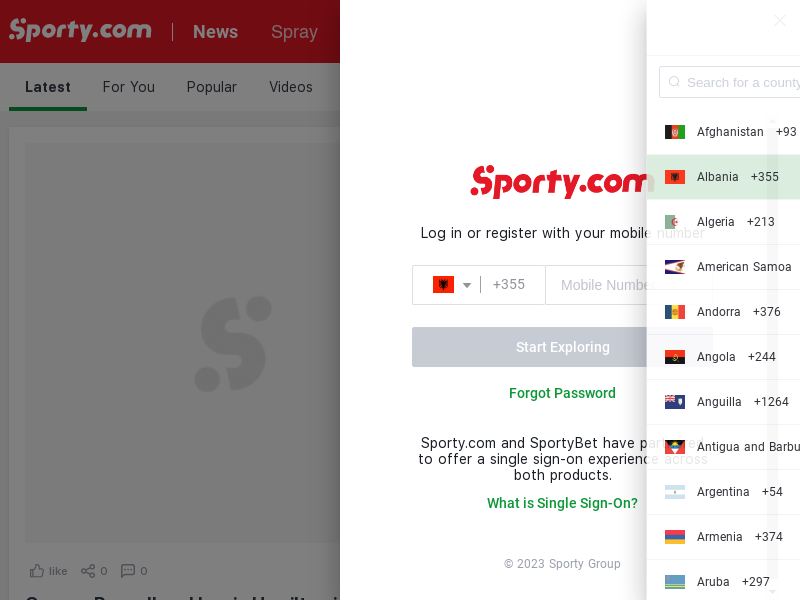 Sporty.com
News
Spray
Latest
For You
Popular
Videos
like
0
0
Sporty.com
Log in or register with your mobile number
+355
Mobile Numbe
Start Exploring
Forgot Password
Sporty.com and SportyBet have partnered
to offer a single sign-on experience across
both products.
What is Single Sign-On?
© 2023 Sporty Group
Search for a county
Afghanistan +93
Albania +355
Algeria +213
American Samoa
Andorra +376
Angola +244
Anguilla +1264
Antigua and Barbu
Argentina +54
Armenia +374
Aruba +297